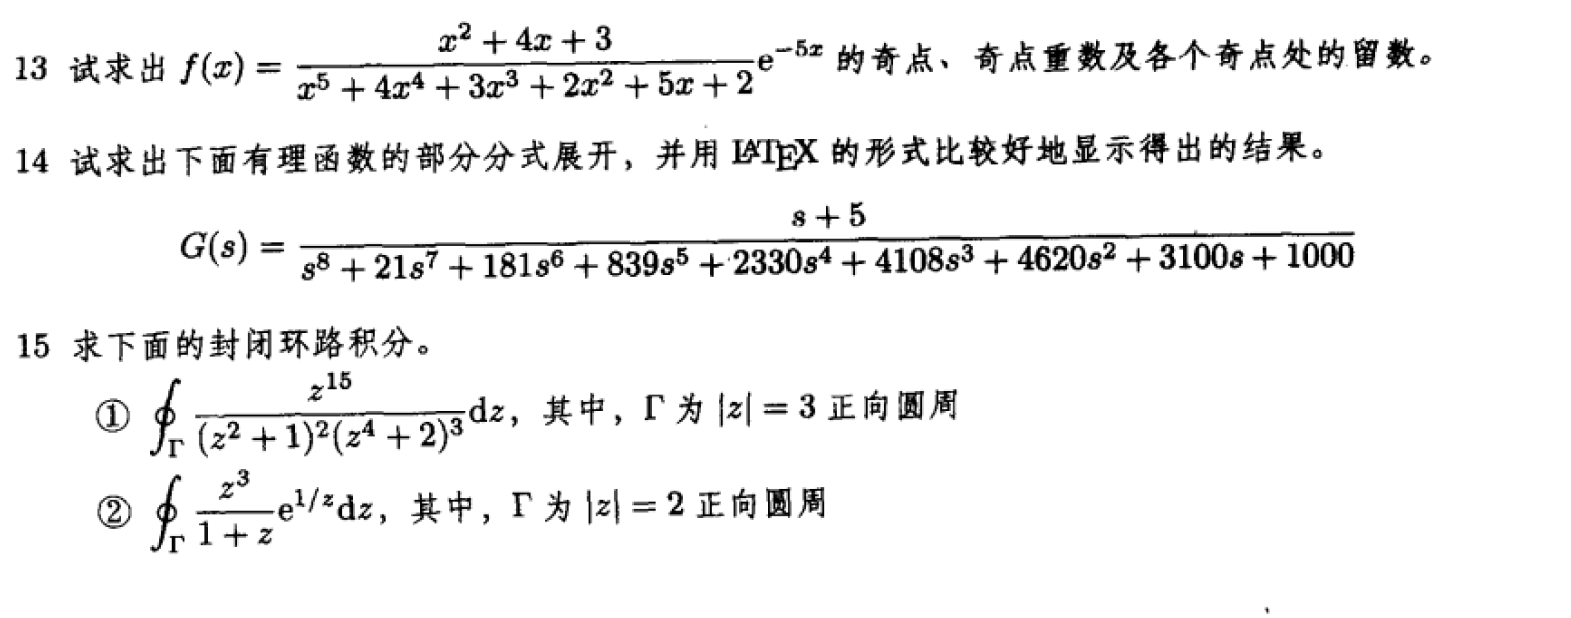 13 试求出 $f(x) = \frac{x^2 + 4x + 3}{x^5 + 4x^4 + 3x^3 + 2x^2 + 5x + 2} \mathrm{e}^{-5x}$ 的奇点、奇点重数及各个奇点处的留数。
14 试求出下面有理函数的部分分式展开，并用 LATEX 的形式比较好地显示得出的结果。
$G(s) = \frac{s + 5}{s^8 + 21s^7 + 181s^6 + 839s^5 + 2330s^4 + 4108s^3 + 4620s^2 + 3100s + 1000}$
15 求下面的封闭环路积分。
① $\oint_\Gamma \frac{z^{15}}{(z^2 + 1)^2(z^4 + 2)^3} \mathrm{d}z$，其中，Γ 为 |z| = 3 正向圆周
② $\oint_\Gamma \frac{z^3}{1 + z} \mathrm{e}^{1/z} \mathrm{d}z$，其中，Γ 为 |z| = 2 正向圆周